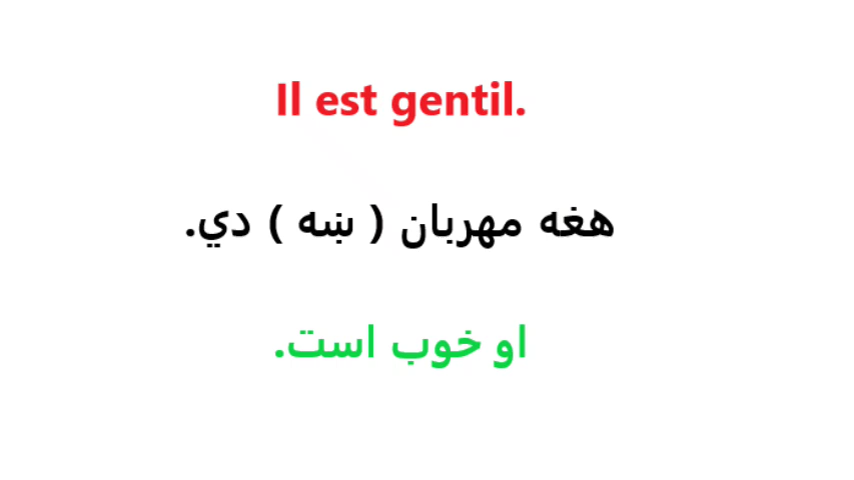 Il est gentil.
هغه مهربان ( ښه ) دي.
او خوب است.